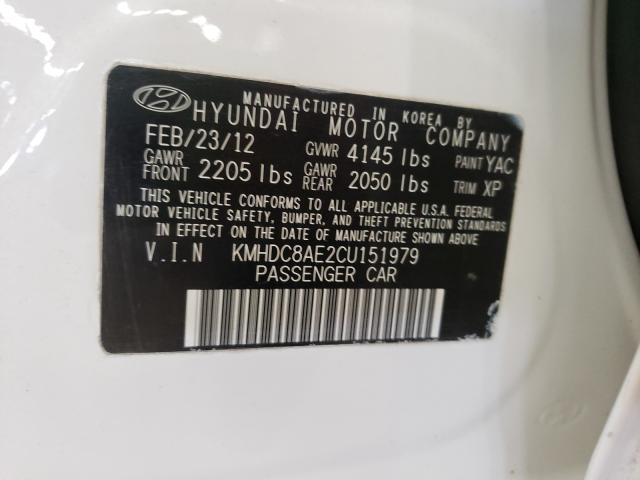 MANUFACTURED IN KOREA BY
HYUNDAI MOTOR COMPANY
FEB/23/12 GVWR 4145 lbs PAINT YAC
GAWR FRONT 2205 lbs GAWR REAR 2050 lbs TRIM XP
THIS VEHICLE CONFORMS TO ALL APPLICABLE U.S.A. FEDERAL
MOTOR VEHICLE SAFETY, BUMPER, AND THEFT PREVENTION STANDARDS
IN EFFECT ON THE DATE OF MANUFACTURE SHOWN ABOVE
V.I.N KMHDC8AE2CU151979
PASSENGER CAR